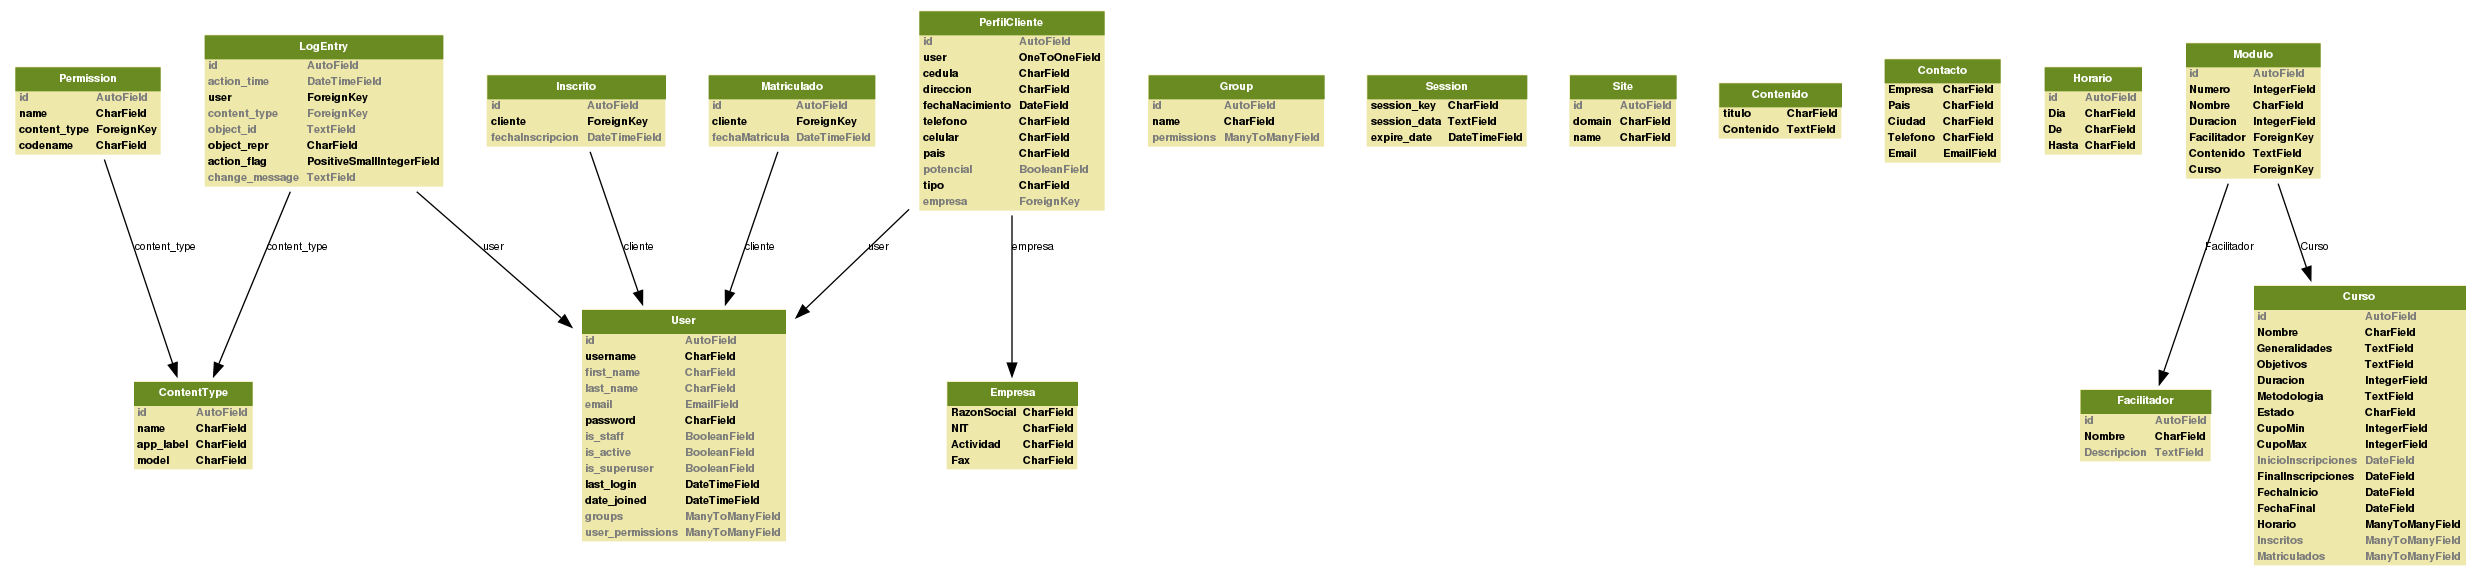 Permission
id AutoField
name CharField
content_type ForeignKey
codename CharField
LogEntry
id AutoField
action_time DateTimeField
user ForeignKey
content_type ForeignKey
object_id TextField
object_repr CharField
action_flag PositiveSmallIntegerField
change_message TextField
Inscrito
id AutoField
cliente ForeignKey
fechaInscripcion DateTimeField
Matriculado
id AutoField
cliente ForeignKey
fechaMatricula DateTimeField
PerfilCliente
id AutoField
user OneToOneField
cedula CharField
direccion CharField
fechaNacimiento DateField
telefono CharField
celular CharField
pais CharField
potencial BooleanField
tipo CharField
empresa ForeignKey
Group
id AutoField
name CharField
permissions ManyToManyField
Session
session_key CharField
session_data TextField
expire_date DateTimeField
Site
id AutoField
domain CharField
name CharField
Contenido
titulo CharField
Contenido TextField
Contacto
Empresa CharField
Pais CharField
Ciudad CharField
Telefono CharField
Email EmailField
Horario
id AutoField
Dia CharField
De CharField
Hasta CharField
Modulo
id AutoField
Numero IntegerField
Nombre CharField
Duracion IntegerField
Facilitador ForeignKey
Contenido TextField
Curso ForeignKey
content_type
content_type
user
cliente
cliente
user
empresa
Facilitador
Curso
ContentType
id AutoField
name CharField
app_label CharField
model CharField
User
id AutoField
username CharField
first_name CharField
last_name CharField
email EmailField
password CharField
is_staff BooleanField
is_active BooleanField
is_superuser BooleanField
last_login DateTimeField
date_joined DateTimeField
groups ManyToManyField
user_permissions ManyToManyField
Empresa
RazonSocial CharField
NIT CharField
Actividad CharField
Fax CharField
Facilitador
id AutoField
Nombre CharField
Descripcion TextField
Curso
id AutoField
Nombre CharField
Generalidades TextField
Objetivos TextField
Duracion IntegerField
Metodologia TextField
Estado CharField
CupoMin IntegerField
CupoMax IntegerField
InicioInscripciones DateField
FinalInscripciones DateField
FechaInicio DateField
FechaFinal DateField
Horario ManyToManyField
Inscritos ManyToManyField
Matriculados ManyToManyField